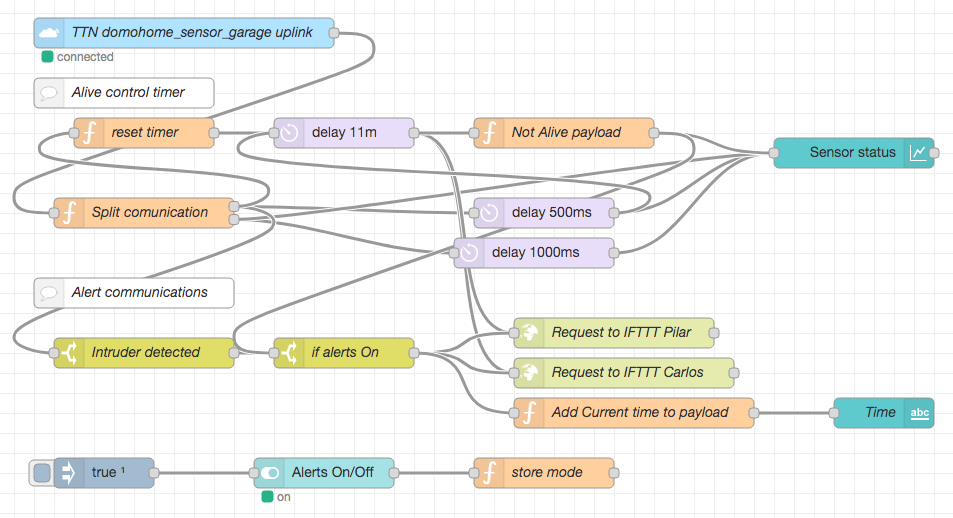 TTN domohome_sensor_garage uplink
connected
Alive control timer
reset timer
delay 11m
Not Alive payload
Sensor status
Split comunication
delay 500ms
delay 1000ms
Alert communications
Request to IFTTT Pilar
Intruder detected
if alerts On
Request to IFTTT Carlos
Add Current time to payload
Time
abc
true ¹
Alerts On/Off
store mode
on